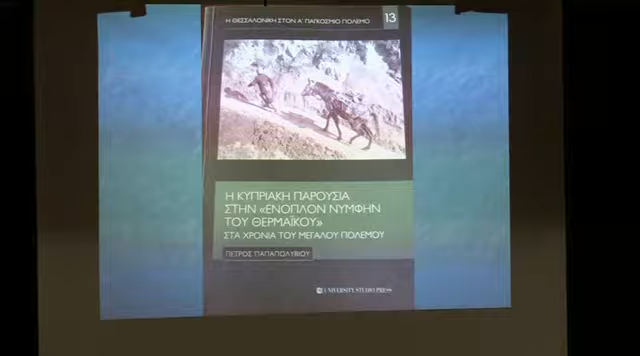 Η ΘΕΣΣΑΛΟΝΙΚΗ ΣΤΟΝ Α' ΠΑΓΚΟΣΜΙΟ ΠΟΛΕΜΟ
13
Η ΚΥΠΡΙΑΚΗ ΠΑΡΟΥΣΙΑ
ΣΤΗΝ «ΕΝΟΠΛΟΝ ΝΥΜΦΗΝ
ΤΟΥ ΘΕΡΜΑΪΚΟΥ»
ΣΤΑ ΧΡΟΝΙΑ ΤΟΥ ΜΕΓΑΛΟΥ ΠΟΛΕΜΟΥ
ΠΕΤΡΟΣ ΠΑΠΑΠΟΛΥΒΙΟΥ
UNIVERSITY STUDIO PRESS